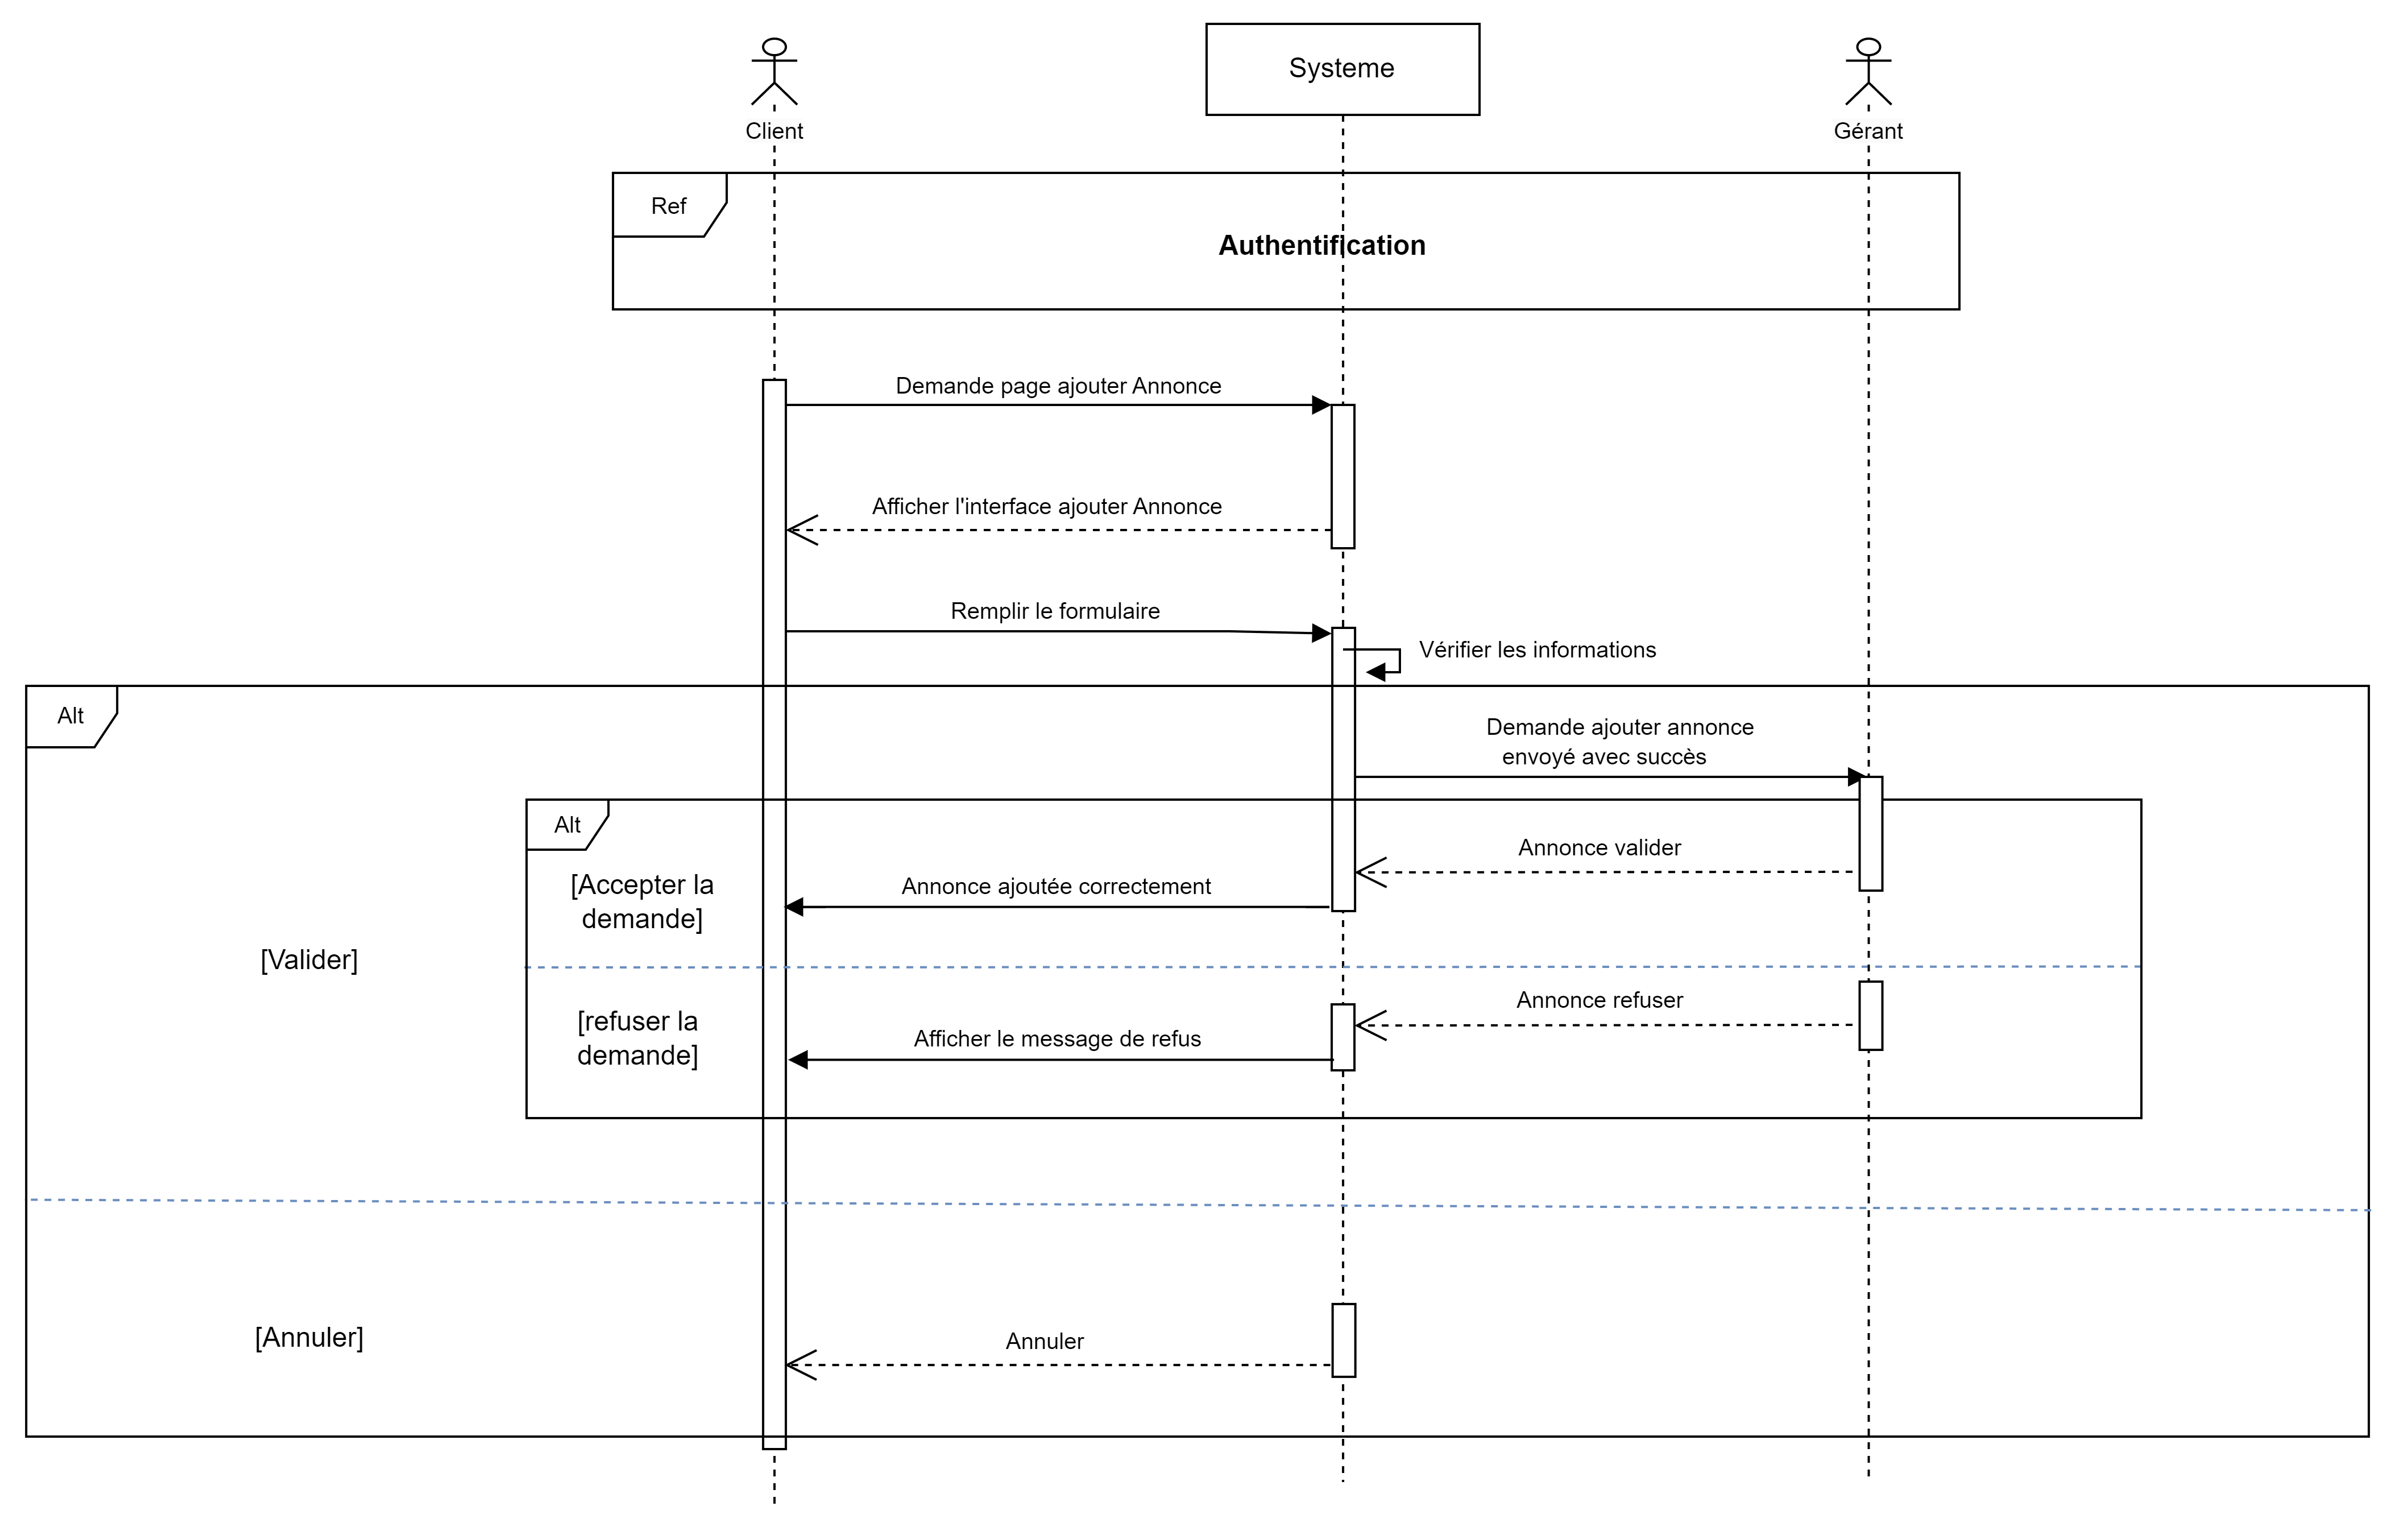 Systeme
Client
Gérant
Ref
Authentification
Demande page ajouter Annonce
Afficher l'interface ajouter Annonce
Remplir le formulaire
Vérifier les informations
Alt
Demande ajouter annonce
envoyé avec succès
Alt
Annonce valider
[Accepter la
demande]
Annonce ajoutée correctement
[Valider]
Annonce refuser
[refuser la
demande]
Afficher le message de refus
[Annuler]
Annuler